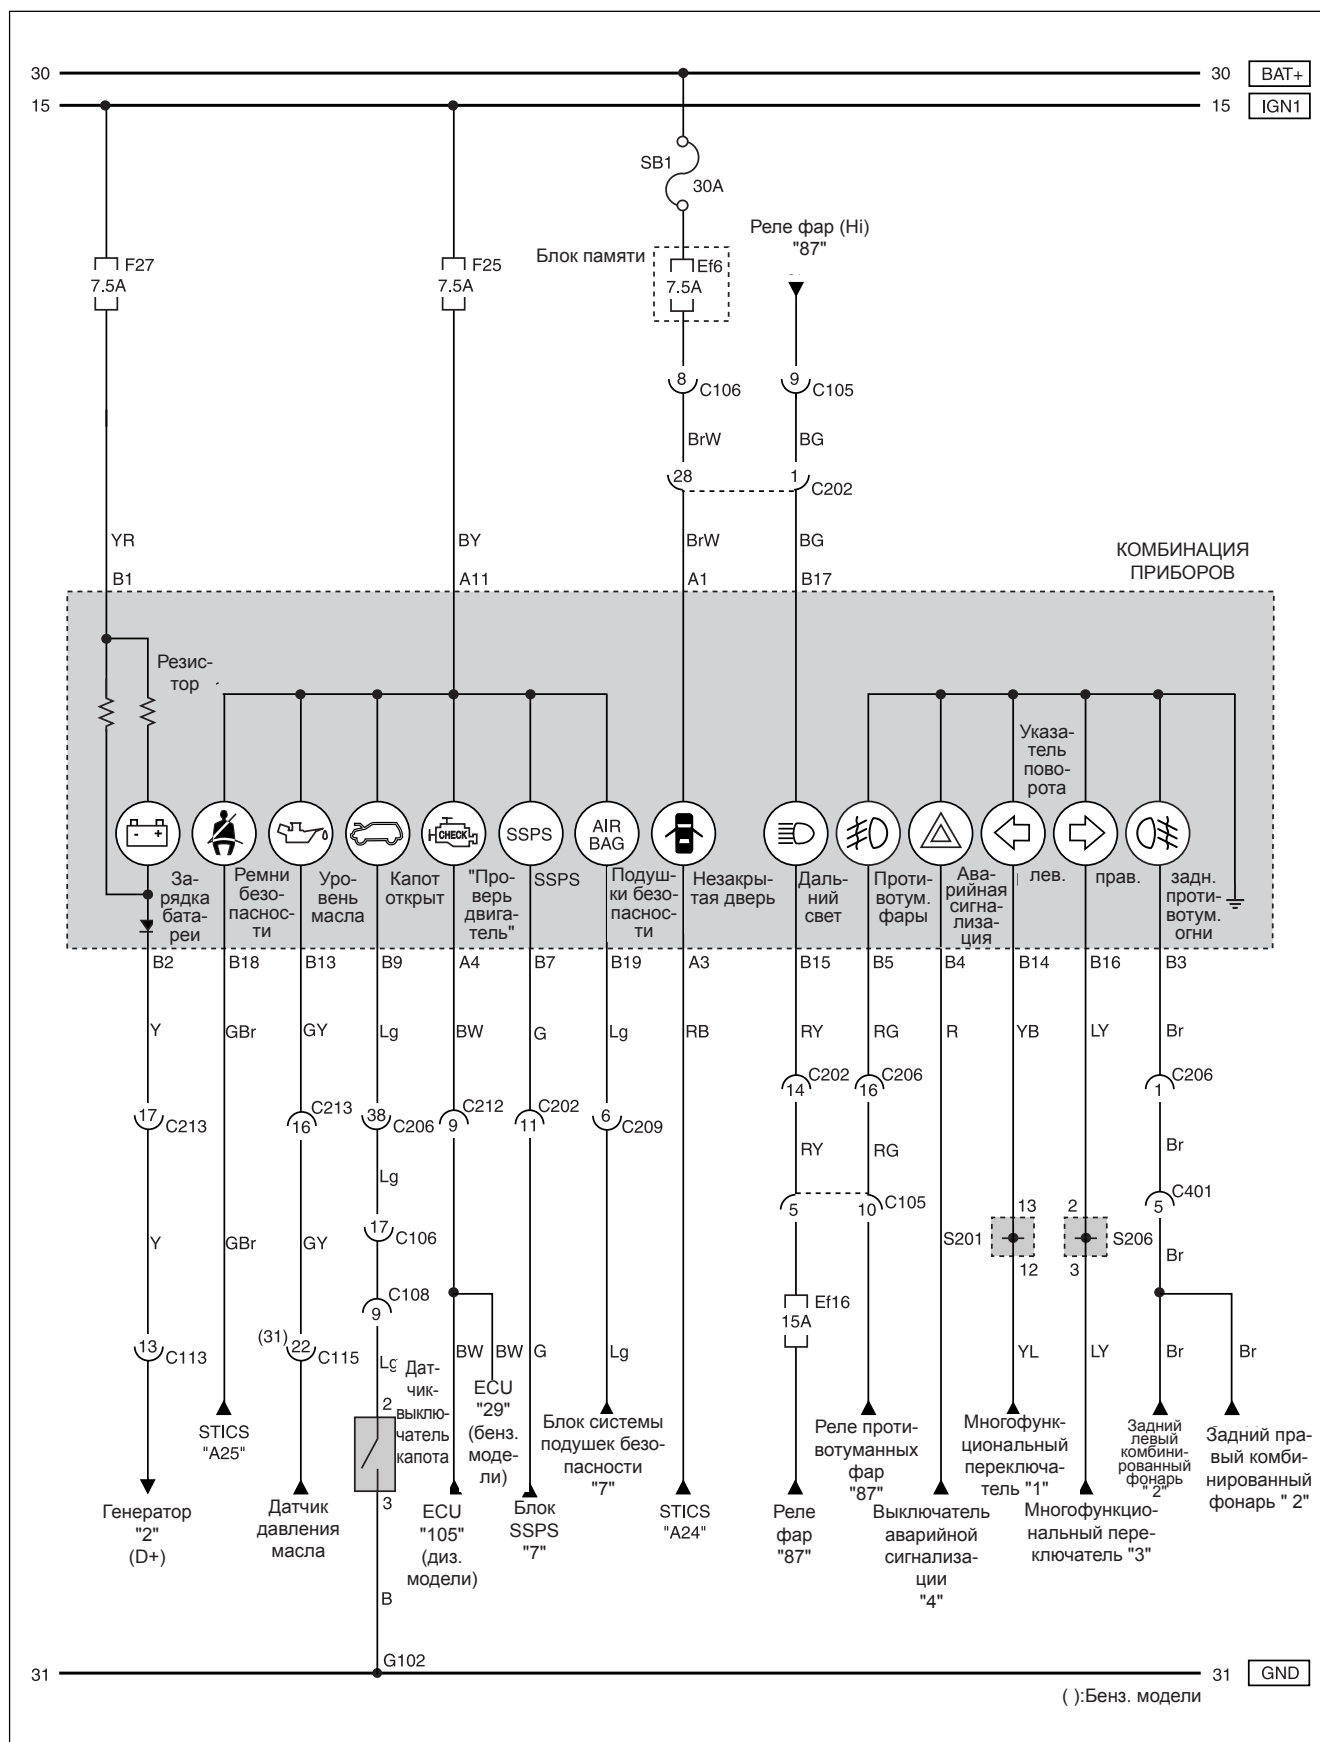 30
30
BAT+
15
15
IGN1
SB1
30A
Реле фар (Hi)
"87"
Блок памяти
F27
7.5A
F25
7.5A
Ef6
7.5A
8
C106
9
C105
BrW
BG
28
1
C202
YR
BY
BrW
BG
КОМБИНАЦИЯ
ПРИБОРОВ
B1
A11
A1
B17
Резис-
тор
Указа-
тель
пово-
рота
- +
CHECK
SSPS
AIR
BAG
За-
рядка
бата-
реи
Ремни
безо-
паснос-
ти
Уро-
вень
масла
Капот
открыт
"Про-
верь
двига-
тель"
SSPS
Подуш-
ки безо-
паснос-
ти
Незакры-
тая дверь
Даль-
ний
свет
Проти-
вотум.
фары
Ава-
рийная
сигна-
лиза-
ция
лев.
прав.
задн.
проти-
вотум.
огни
B2
B18
B13
B9
A4
B7
B19
A3
B15
B5
B4
B14
B16
B3
Y
GBr
GY
Lg
BW
G
Lg
RB
RY
RG
R
YB
LY
Br
14
C202
16
C206
1
C206
17
C213
16
C213
38
C206
9
C212
11
C202
6
C209
RY
RG
Br
Lg
5
10
C105
5
C401
17
C106
13
2
S201
S206
12
3
Y
GBr
GY
Br
9
C108
Ef16
15A
13
C113
(31)
22
C115
Lg
BW
BW
G
Lg
YL
LY
Br
Br
Дат-
чик-
выклю-
чатель
капота
2
3
STICS
"A25"
ECU
"29"
(бенз.
моде-
ли)
Блок системы
подушек безо-
пасности
"7"
Реле проти-
вотуманных
фар
"87"
Многофунк-
циональный
переключа-
тель "1"
Задний
левый
комбини-
рованный
фонарь
"2"
Задний пра-
вый комби-
нированный
фонарь " 2"
Генератор
"2"
(D+)
Датчик
давления
масла
ECU
"105"
(диз.
модели)
Блок
SSPS
"7"
STICS
"A24"
Реле
фар
"87"
Выключатель
аварийной
сигнализа-
ции
"4"
Многофункцио-
нальный пере-
ключатель "3"
B
G102
31
31
GND
( ):Бенз. модели